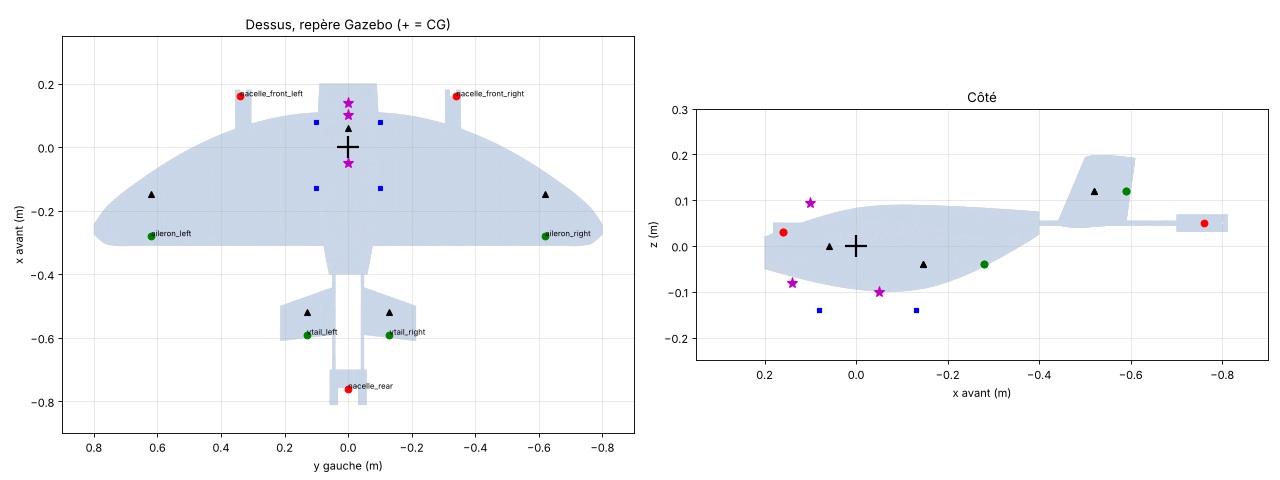 Dessus, repère Gazebo (+ = CG)
nacelle_front_left
nacelle_front_right
aileron_left
aileron_right
vtail_left
vtail_right
nacelle_rear
x avant (m)
0.2
0.0
−0.2
−0.4
−0.6
−0.8
0.8
0.6
0.4
0.2
0.0
−0.2
−0.4
−0.6
−0.8
y gauche (m)
Côté
z (m)
0.3
0.2
0.1
0.0
−0.1
−0.2
0.2
0.0
−0.2
−0.4
−0.6
−0.8
x avant (m)